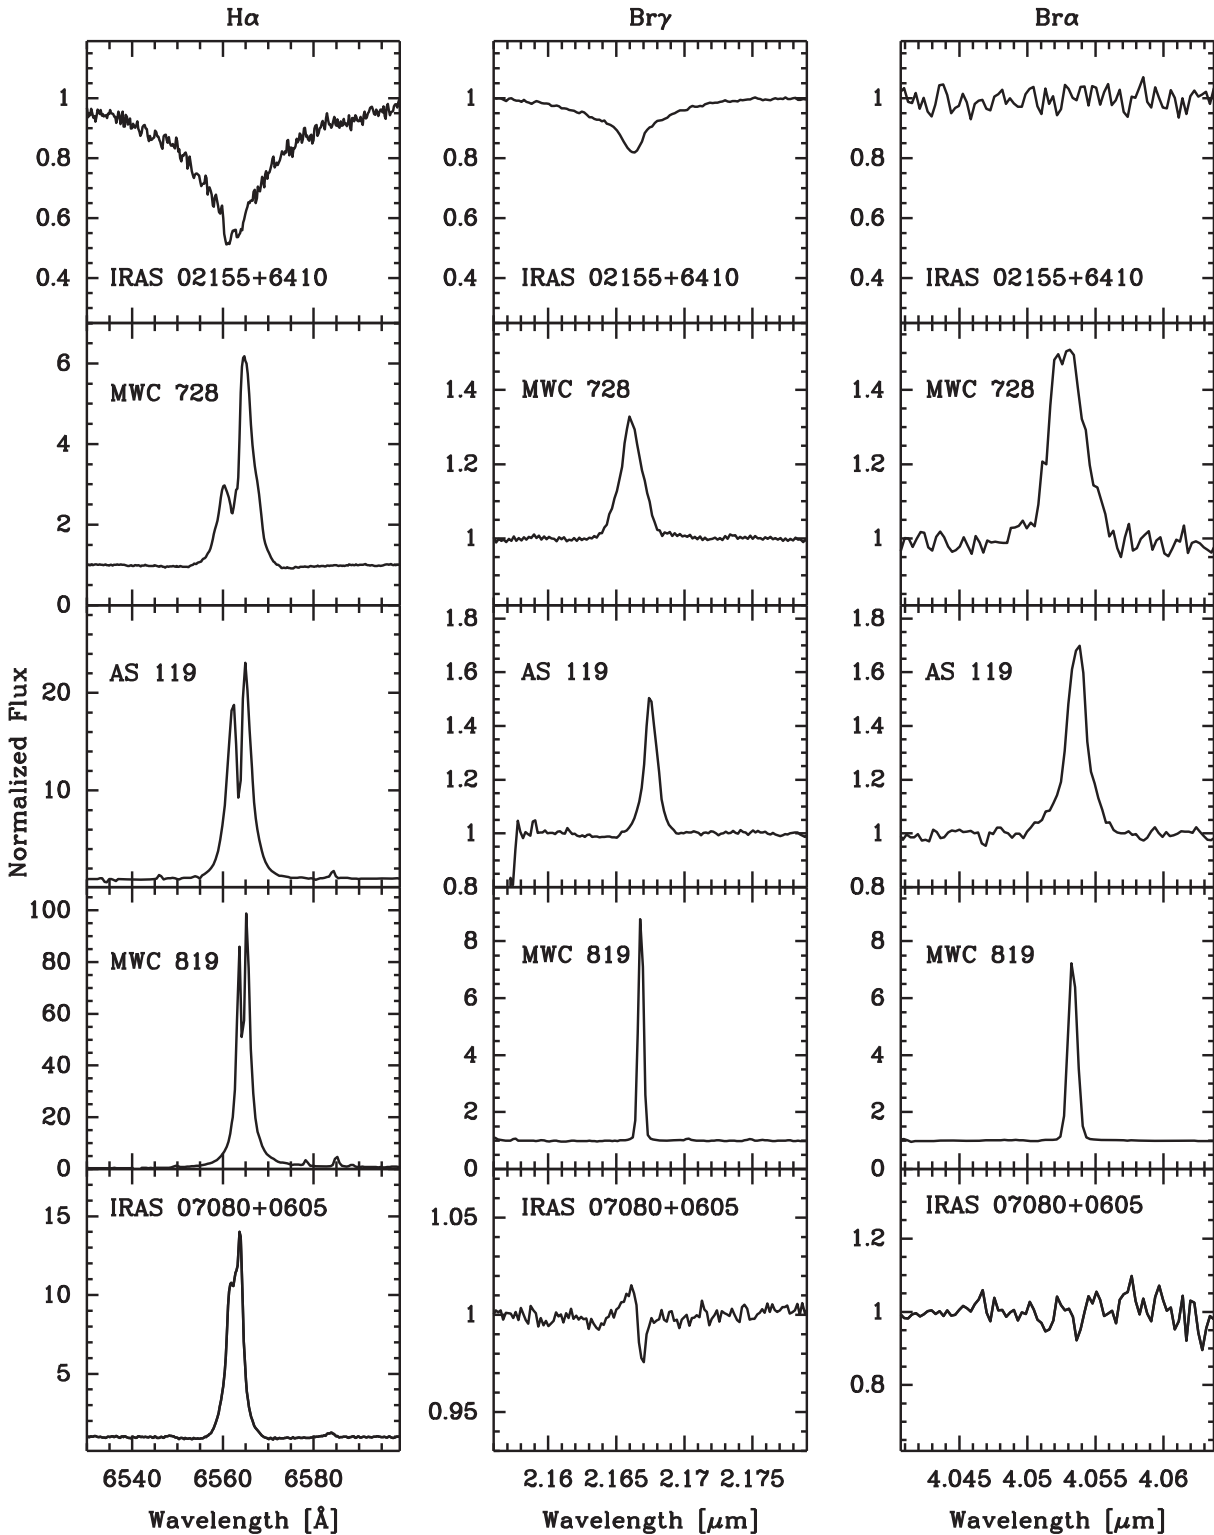 Hα Brγ Brα
Normalized Flux
1
0.8
0.6
0.4
IRAS 02155+6410
1
0.8
0.6
0.4
IRAS 02155+6410
1
0.8
0.6
0.4
IRAS 02155+6410
6
4
2
0
MWC 728
1.4
1.2
1
MWC 728
1.4
1.2
1
MWC 728
20
10
AS 119
1.8
1.6
1.4
1.2
1
0.8
AS 119
1.8
1.6
1.4
1.2
1
0.8
AS 119
100
80
60
40
20
0
MWC 819
8
6
4
2
0
MWC 819
8
6
4
2
0
MWC 819
15
10
5
IRAS 07080+0605
1.05
1
0.95
IRAS 07080+0605
1.2
1
0.8
IRAS 07080+0605
6540 6560 6580
2.16 2.165 2.17 2.175
4.045 4.05 4.055 4.06
Wavelength [Å]
Wavelength [μm]
Wavelength [μm]